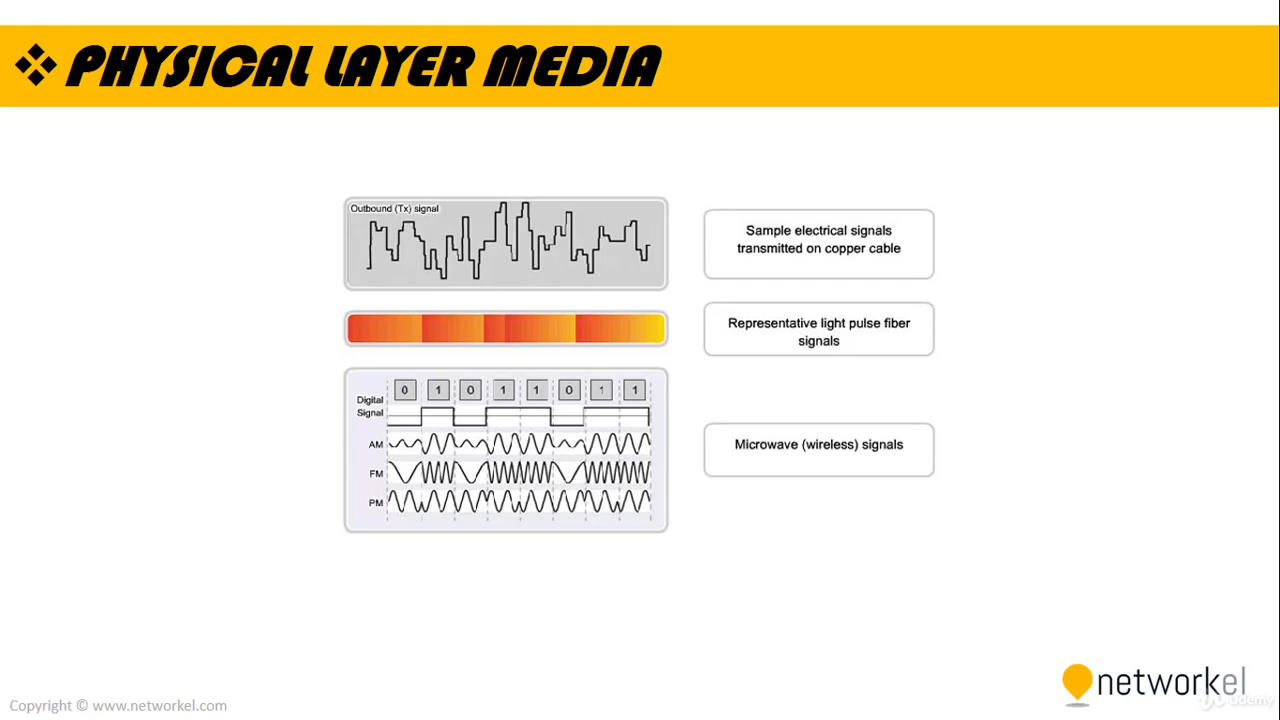 PHYSICAL LAYER MEDIA
Outbound (Tx) signal
Sample electrical signals
transmitted on copper cable
Representative light pulse fiber
signals
0 1 0 1 1 0 1 1
Digital
Signal
AM
FM
PM
Microwave (wireless) signals
networkel
Udemy
Copyright © www.networkel.com